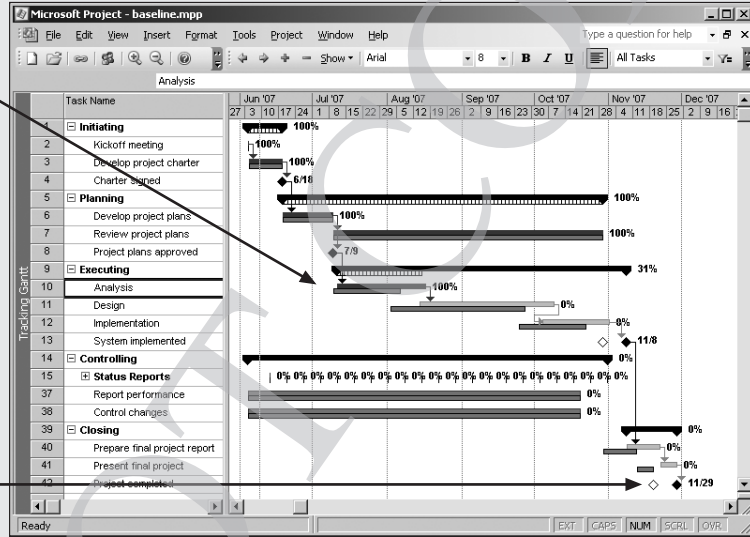 Microsoft Project - baseline.mpp
File Edit View Insert Format Tools Project Window Help Type a question for help
Show Arial 8 B I U All Tasks
Analysis
Task Name Jun '07 Jul '07 Aug '07 Sep '07 Oct '07 Nov '07 Dec '07
27 3 10 17 24 1 8 15 22 29 5 12 19 26 2 9 16 23 30 7 14 21 28 4 11 18 25 2 9 16
1 Initiating 100%
2 Kickoff meeting 100%
3 Develop project charter 100%
4 Charter signed 6/18
5 Planning 100%
6 Develop project plans 100%
7 Review project plans 100%
8 Project plans approved 7/9
9 Executing 31%
10 Analysis 100%
11 Design 0%
12 Implementation 0%
13 System implemented 11/8
14 Controlling 0%
15 Status Reports 0% 0% 0% 0% 0% 0% 0% 0% 0% 0% 0% 0% 0% 0% 0% 0% 0% 0%
37 Report performance 0%
38 Control changes 0%
39 Closing 0%
40 Prepare final project report 0%
41 Present final project 0%
42 Project completed 11/29
Tracking Gantt
Ready EXT CAPS NUM SCRL OVR